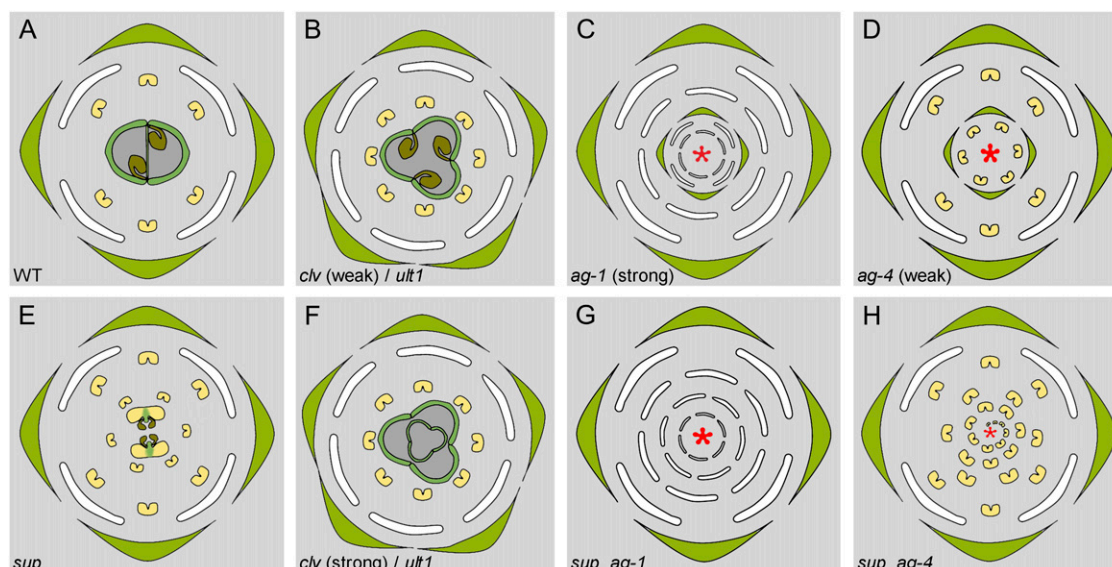 A
B
C
D
WT
clv (weak) / ult1
ag-1 (strong)
ag-4 (weak)
E
F
G
H
sup
clv (strong) / ult1
sup ag-1
sup ag-4